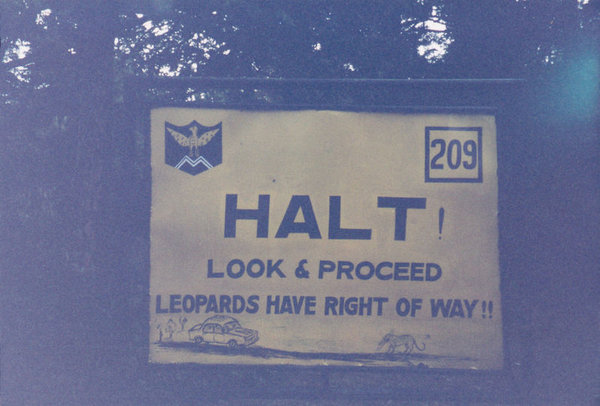 209
HALT!
LOOK & PROCEED
LEOPARDS HAVE RIGHT OF WAY!!